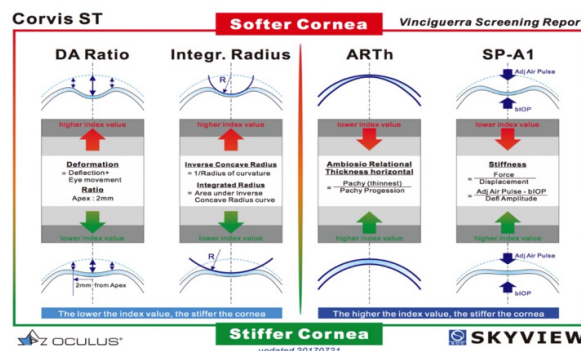 Corvis ST
Softer Cornea
Vinciguerra Screening Repor
DA Ratio
Integr. Radius
ARTh
SP-A1
R
Adj Air Pulse
bIOP
higher index value
higher index value
lower index value
lower index value
Deformation
= Deflection+
Eye movement
Ratio
Apex : 2mm
Inverse Concave Radius
= 1/Radius of curvature
Integrated Radius
= Area under Inverse
Concave Radius curve
Ambiosio Relational
Thickness horizontal
= Pachy (thinnest)
Pachy Progession
Stiffness
= Force
Displacement
= Adj Air Pulse - bIOP
Defl Amplitude
lower index value
lower index value
higher index value
higher index value
2mm from Apex
R
Adj Air Pulse
bIOP
The lower the index value, the stiffer the cornea
The higher the index value, the stiffer the cornea
Stiffer Cornea
OCULUS®
updated 20170731
SKYVIEW